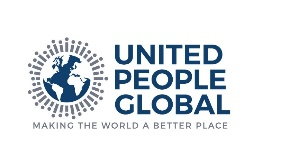 UNITED
PEOPLE
GLOBAL
MAKING THE WORLD A BETTER PLACE